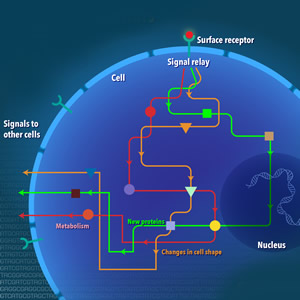 Surface receptor
Signal relay
Cell
Signals to
other cells
New proteins
Metabolism
Changes in cell shape
Nucleus